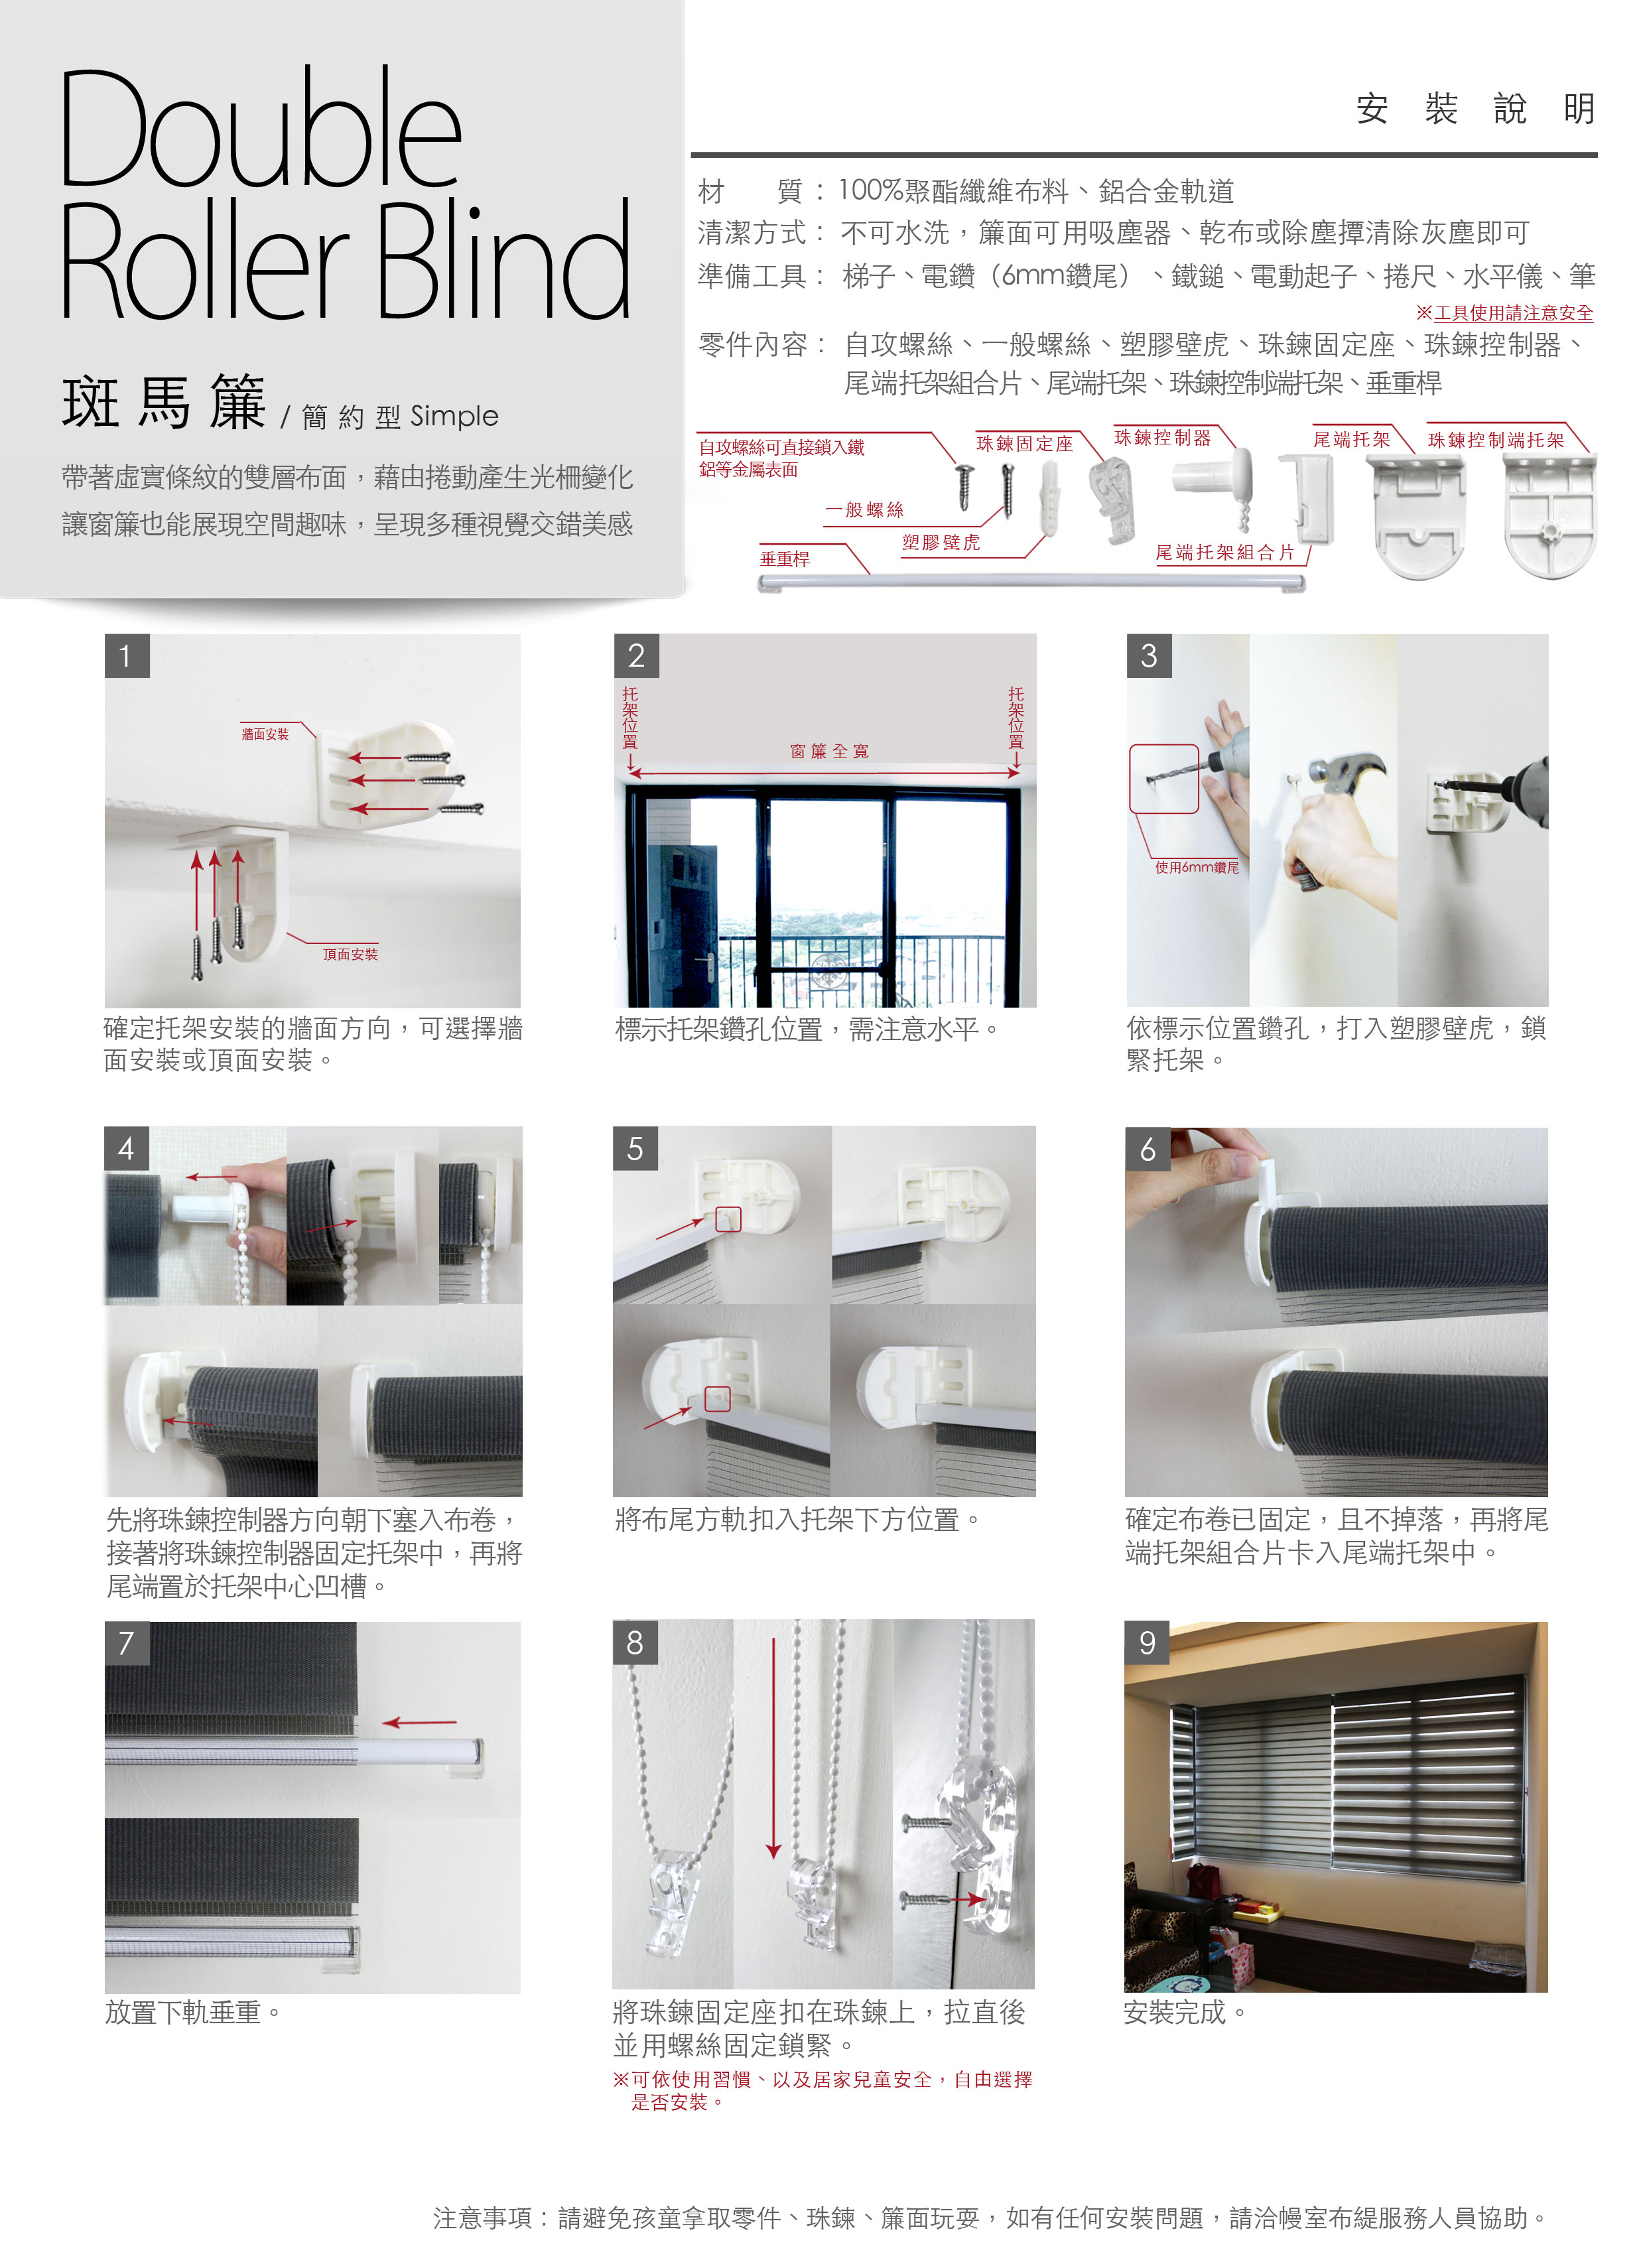 Double
Roller Blind
斑馬簾 / 簡約型 Simple
帶著虛實條紋的雙層布面，藉由捲動產生光柵變化
讓窗簾也能展現空間趣味，呈現多種視覺交錯美感
安裝說明
材質：100%聚酯纖維布料、鋁合金軌道
清潔方式：不可水洗，簾面可用吸塵器、乾布或除塵撢清除灰塵即可
準備工具：梯子、電鑽（6mm鑽尾）、鐵鎚、電動起子、捲尺、水平儀、筆
※工具使用請注意安全
零件內容：自攻螺絲、一般螺絲、塑膠壁虎、珠鍊固定座、珠鍊控制器、
尾端托架組合片、尾端托架、珠鍊控制端托架、垂重桿
自攻螺絲可直接鎖入鐵
鋁等金屬表面
珠鍊固定座
珠鍊控制器
尾端托架
珠鍊控制端托架
一般螺絲
塑膠壁虎
尾端托架組合片
垂重桿
1
牆面安裝
頂面安裝
確定托架安裝的牆面方向，可選擇牆
面安裝或頂面安裝。
2
托架位置
窗簾全寬
托架位置
標示托架鑽孔位置，需注意水平。
3
使用6mm鑽尾
依標示位置鑽孔，打入塑膠壁虎，鎖
緊托架。
4
先將珠鍊控制器方向朝下塞入布卷，
接著將珠鍊控制器固定托架中，再將
尾端置於托架中心凹槽。
5
將布尾方軌扣入托架下方位置。
6
確定布卷已固定，且不掉落，再將尾
端托架組合片卡入尾端托架中。
7
放置下軌垂重。
8
將珠鍊固定座扣在珠鍊上，拉直後
並用螺絲固定鎖緊。
※可依使用習慣、以及居家兒童安全，自由選擇
是否安裝。
9
安裝完成。
注意事項：請避免孩童拿取零件、珠鍊、簾面玩耍，如有任何安裝問題，請洽幔室布緹服務人員協助。